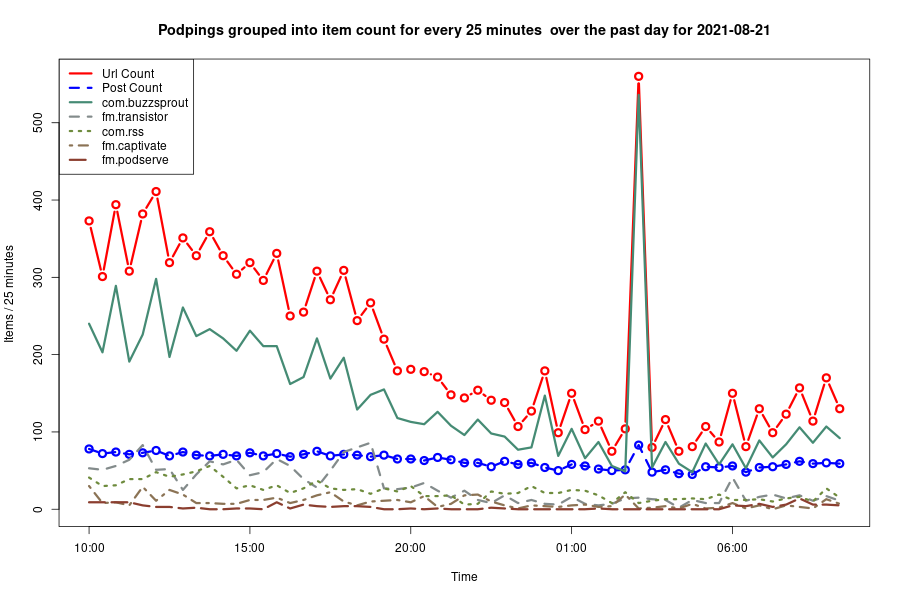 Podpings grouped into item count for every 25 minutes  over the past day for 2021-08-21
Url Count
Post Count
com.buzzsprout
fm.transistor
com.rss
fm.captivate
fm.podserve
Items / 25 minutes
500
400
300
200
100
0
10:00 15:00 20:00 01:00 06:00
Time